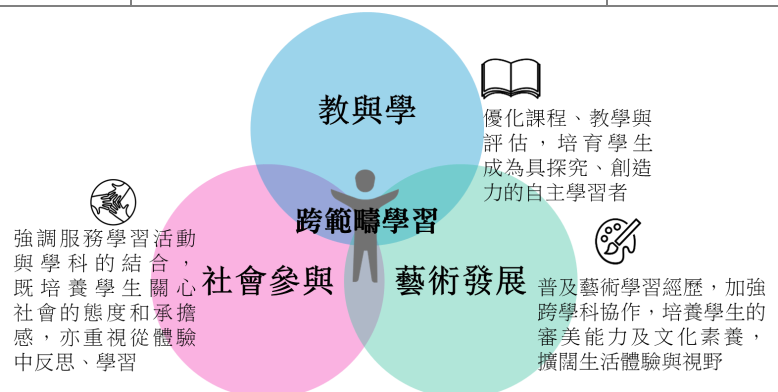 教與學
優化課程、教學與
評估，培育學生
成為具探究、創造
力的自主學習者
跨範疇學習
強調服務學習活動
與學科的結合，
既培養學生關心
社會的態度和承擔
感，亦重視從體驗
中反思、學習
社會參與
藝術發展
普及藝術學習經歷，加強
跨學科協作，培養學生的
審美能力及文化素養，
擴闊生活體驗與視野